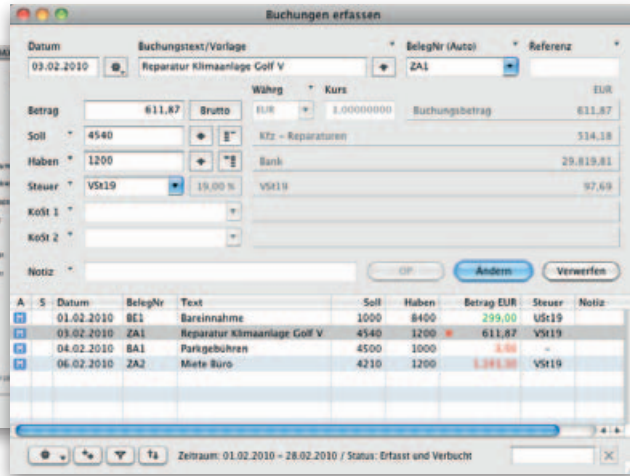 Buchungen erfassen
Datum Buchungstext/Vorlage BelegNr (Auto) Referenz
03.02.2010 Reparatur Klimaanlage Golf V ZA1
Währg Kurs EUR
Betrag 611,87 Brutto EUR 1,00000000 Buchungsbetrag 611,87
Soll 4540 Kfz - Reparaturen 514,18
Haben 1200 Bank 29.819,81
Steuer VSt19 19,00 % VSt19 97,69
KoSt 1
KoSt 2
Notiz OP Ändern Verwerfen
A S Datum BelegNr Text Soll Haben Betrag EUR Steuer Notiz
01.02.2010 BE1 Bareinnahme 1000 8400 299,00 USt19
03.02.2010 ZA1 Reparatur Klimaanlage Golf V 4540 1200 611,87 VSt19
04.02.2010 BA1 Parkgebühren 4500 1000 -
06.02.2010 ZA2 Miete Büro 4210 1200 VSt19
Zeitraum: 01.02.2010 - 28.02.2010 / Status: Erfasst und Verbucht